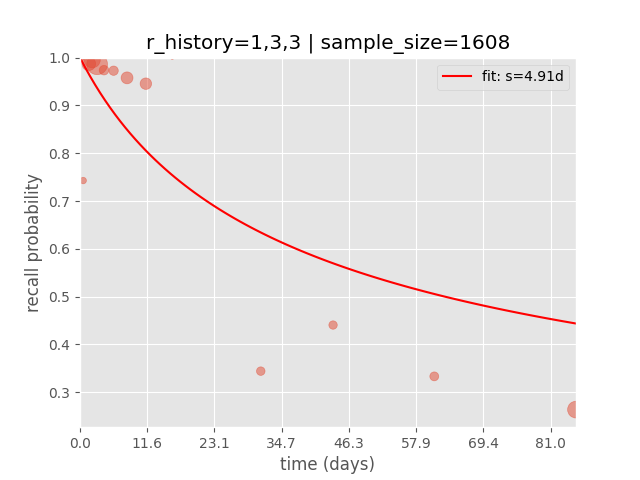 r_history=1,3,3 | sample_size=1608
fit: s=4.91d
recall probability
1.0
0.9
0.8
0.7
0.6
0.5
0.4
0.3
0.0 11.6 23.1 34.7 46.3 57.9 69.4 81.0
time (days)